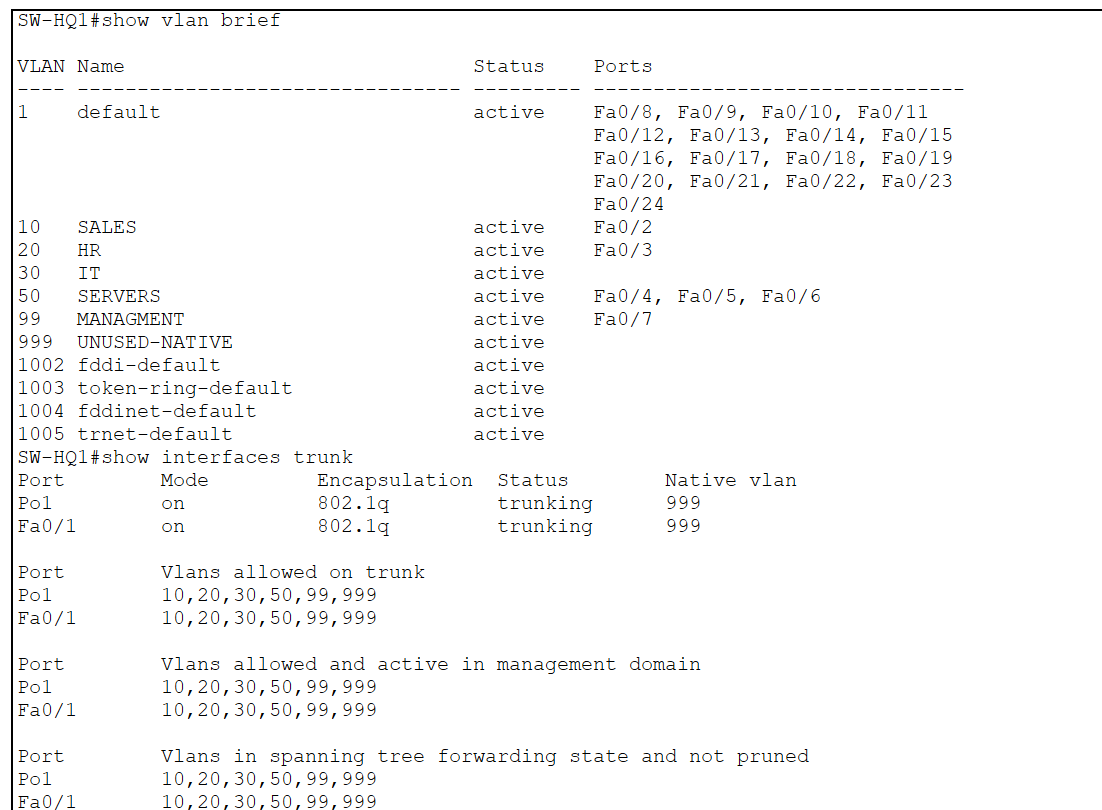 SW-HQ1#show vlan brief
VLAN Name                             Status    Ports
---- -------------------------------- --------- -------------------------------
1    default                          active    Fa0/8, Fa0/9, Fa0/10, Fa0/11
                                                Fa0/12, Fa0/13, Fa0/14, Fa0/15
                                                Fa0/16, Fa0/17, Fa0/18, Fa0/19
                                                Fa0/20, Fa0/21, Fa0/22, Fa0/23
                                                Fa0/24
10   SALES                            active    Fa0/2
20   HR                               active    Fa0/3
30   IT                               active
50   SERVERS                          active    Fa0/4, Fa0/5, Fa0/6
99   MANAGMENT                        active    Fa0/7
999  UNUSED-NATIVE                    active
1002 fddi-default                     active
1003 token-ring-default               active
1004 fddinet-default                  active
1005 trnet-default                    active
SW-HQ1#show interfaces trunk
Port        Mode         Encapsulation  Status        Native vlan
Po1         on           802.1q         trunking      999
Fa0/1       on           802.1q         trunking      999
Port        Vlans allowed on trunk
Po1         10,20,30,50,99,999
Fa0/1       10,20,30,50,99,999
Port        Vlans allowed and active in management domain
Po1         10,20,30,50,99,999
Fa0/1       10,20,30,50,99,999
Port        Vlans in spanning tree forwarding state and not pruned
Po1         10,20,30,50,99,999
Fa0/1       10,20,30,50,99,999